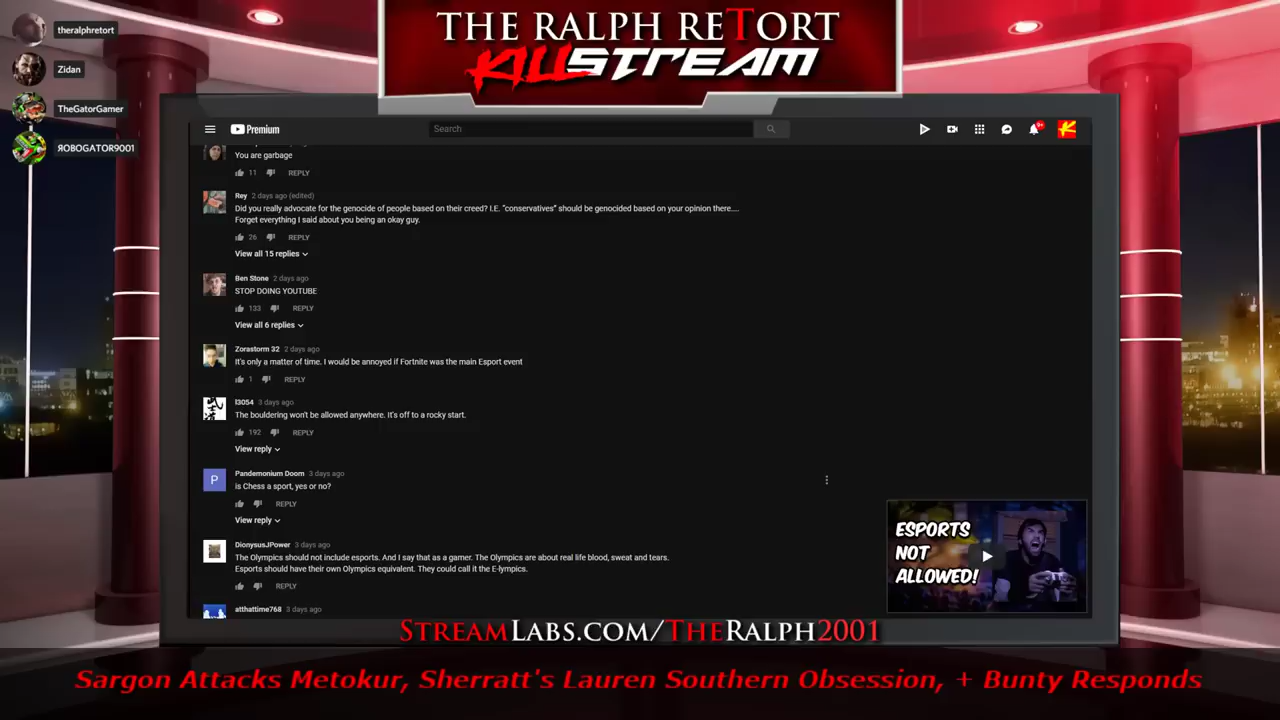 THE RALPH RETORT
KILLSTREAM
theralphretort
Zidan
TheGatorGamer
ЯOBOGATOR9001
Premium
Search
9+
You are garbage
11 REPLY
Rey 2 days ago (edited)
Did you really advocate for the genocide of people based on their creed? I.E. "conservatives" should be genocided based on your opinion there....
Forget everything I said about you being an okay guy.
26 REPLY
View all 15 replies
Ben Stone 2 days ago
STOP DOING YOUTUBE
133 REPLY
View all 6 replies
Zorastorm 32 2 days ago
It's only a matter of time. I would be annoyed if Fortnite was the main Esport event
1 REPLY
l3054 3 days ago
The bouldering won't be allowed anywhere. It's off to a rocky start.
192 REPLY
View reply
P
Pandemonium Doom 3 days ago
is Chess a sport, yes or no?
REPLY
View reply
DionysusJPower 3 days ago
The Olympics should not include esports. And I say that as a gamer. The Olympics are about real life blood, sweat and tears.
Esports should have their own Olympics equivalent. They could call it the E-lympics.
REPLY
atthattime768 3 days ago
ESPORTS
NOT
ALLOWED!
STREAMLABS.COM/THERALPH2001
Sargon Attacks Metokur, Sherratt's Lauren Southern Obsession, + Bunty Responds